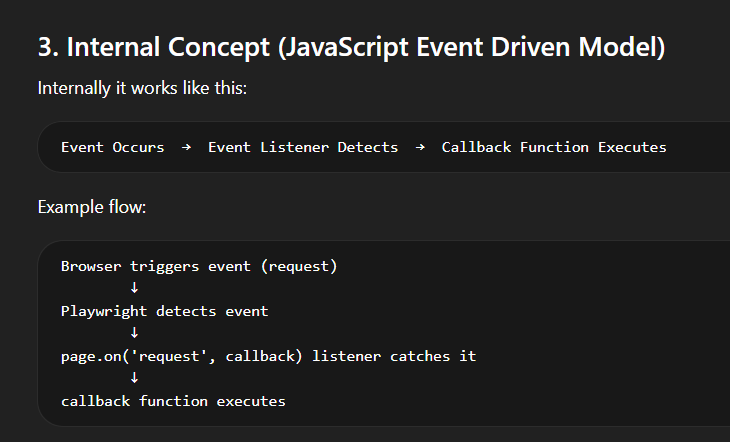 3. Internal Concept (JavaScript Event Driven Model)
Internally it works like this:
Event Occurs → Event Listener Detects → Callback Function Executes
Example flow:
Browser triggers event (request)
↓
Playwright detects event
↓
page.on('request', callback) listener catches it
↓
callback function executes